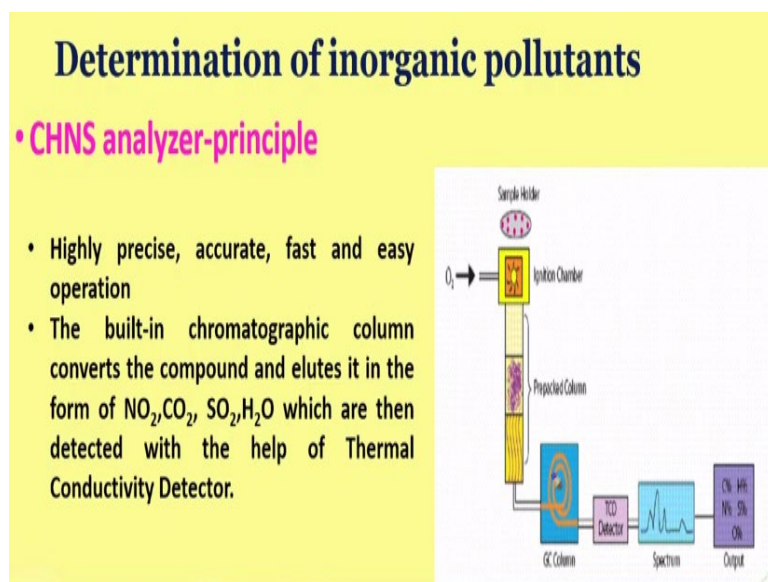 Determination of inorganic pollutants
• CHNS analyzer-principle
• Highly precise, accurate, fast and easy
operation
• The built-in chromatographic column
converts the compound and elutes it in the
form of NO₂,CO₂, SO₂,H₂O which are then
detected with the help of Thermal
Conductivity Detector.
Sample Holder
O₂
Ignition Chamber
Prepacked Column
TCD
Detector
C% H%
N% S%
O%
GC Column
Spectrum
Output